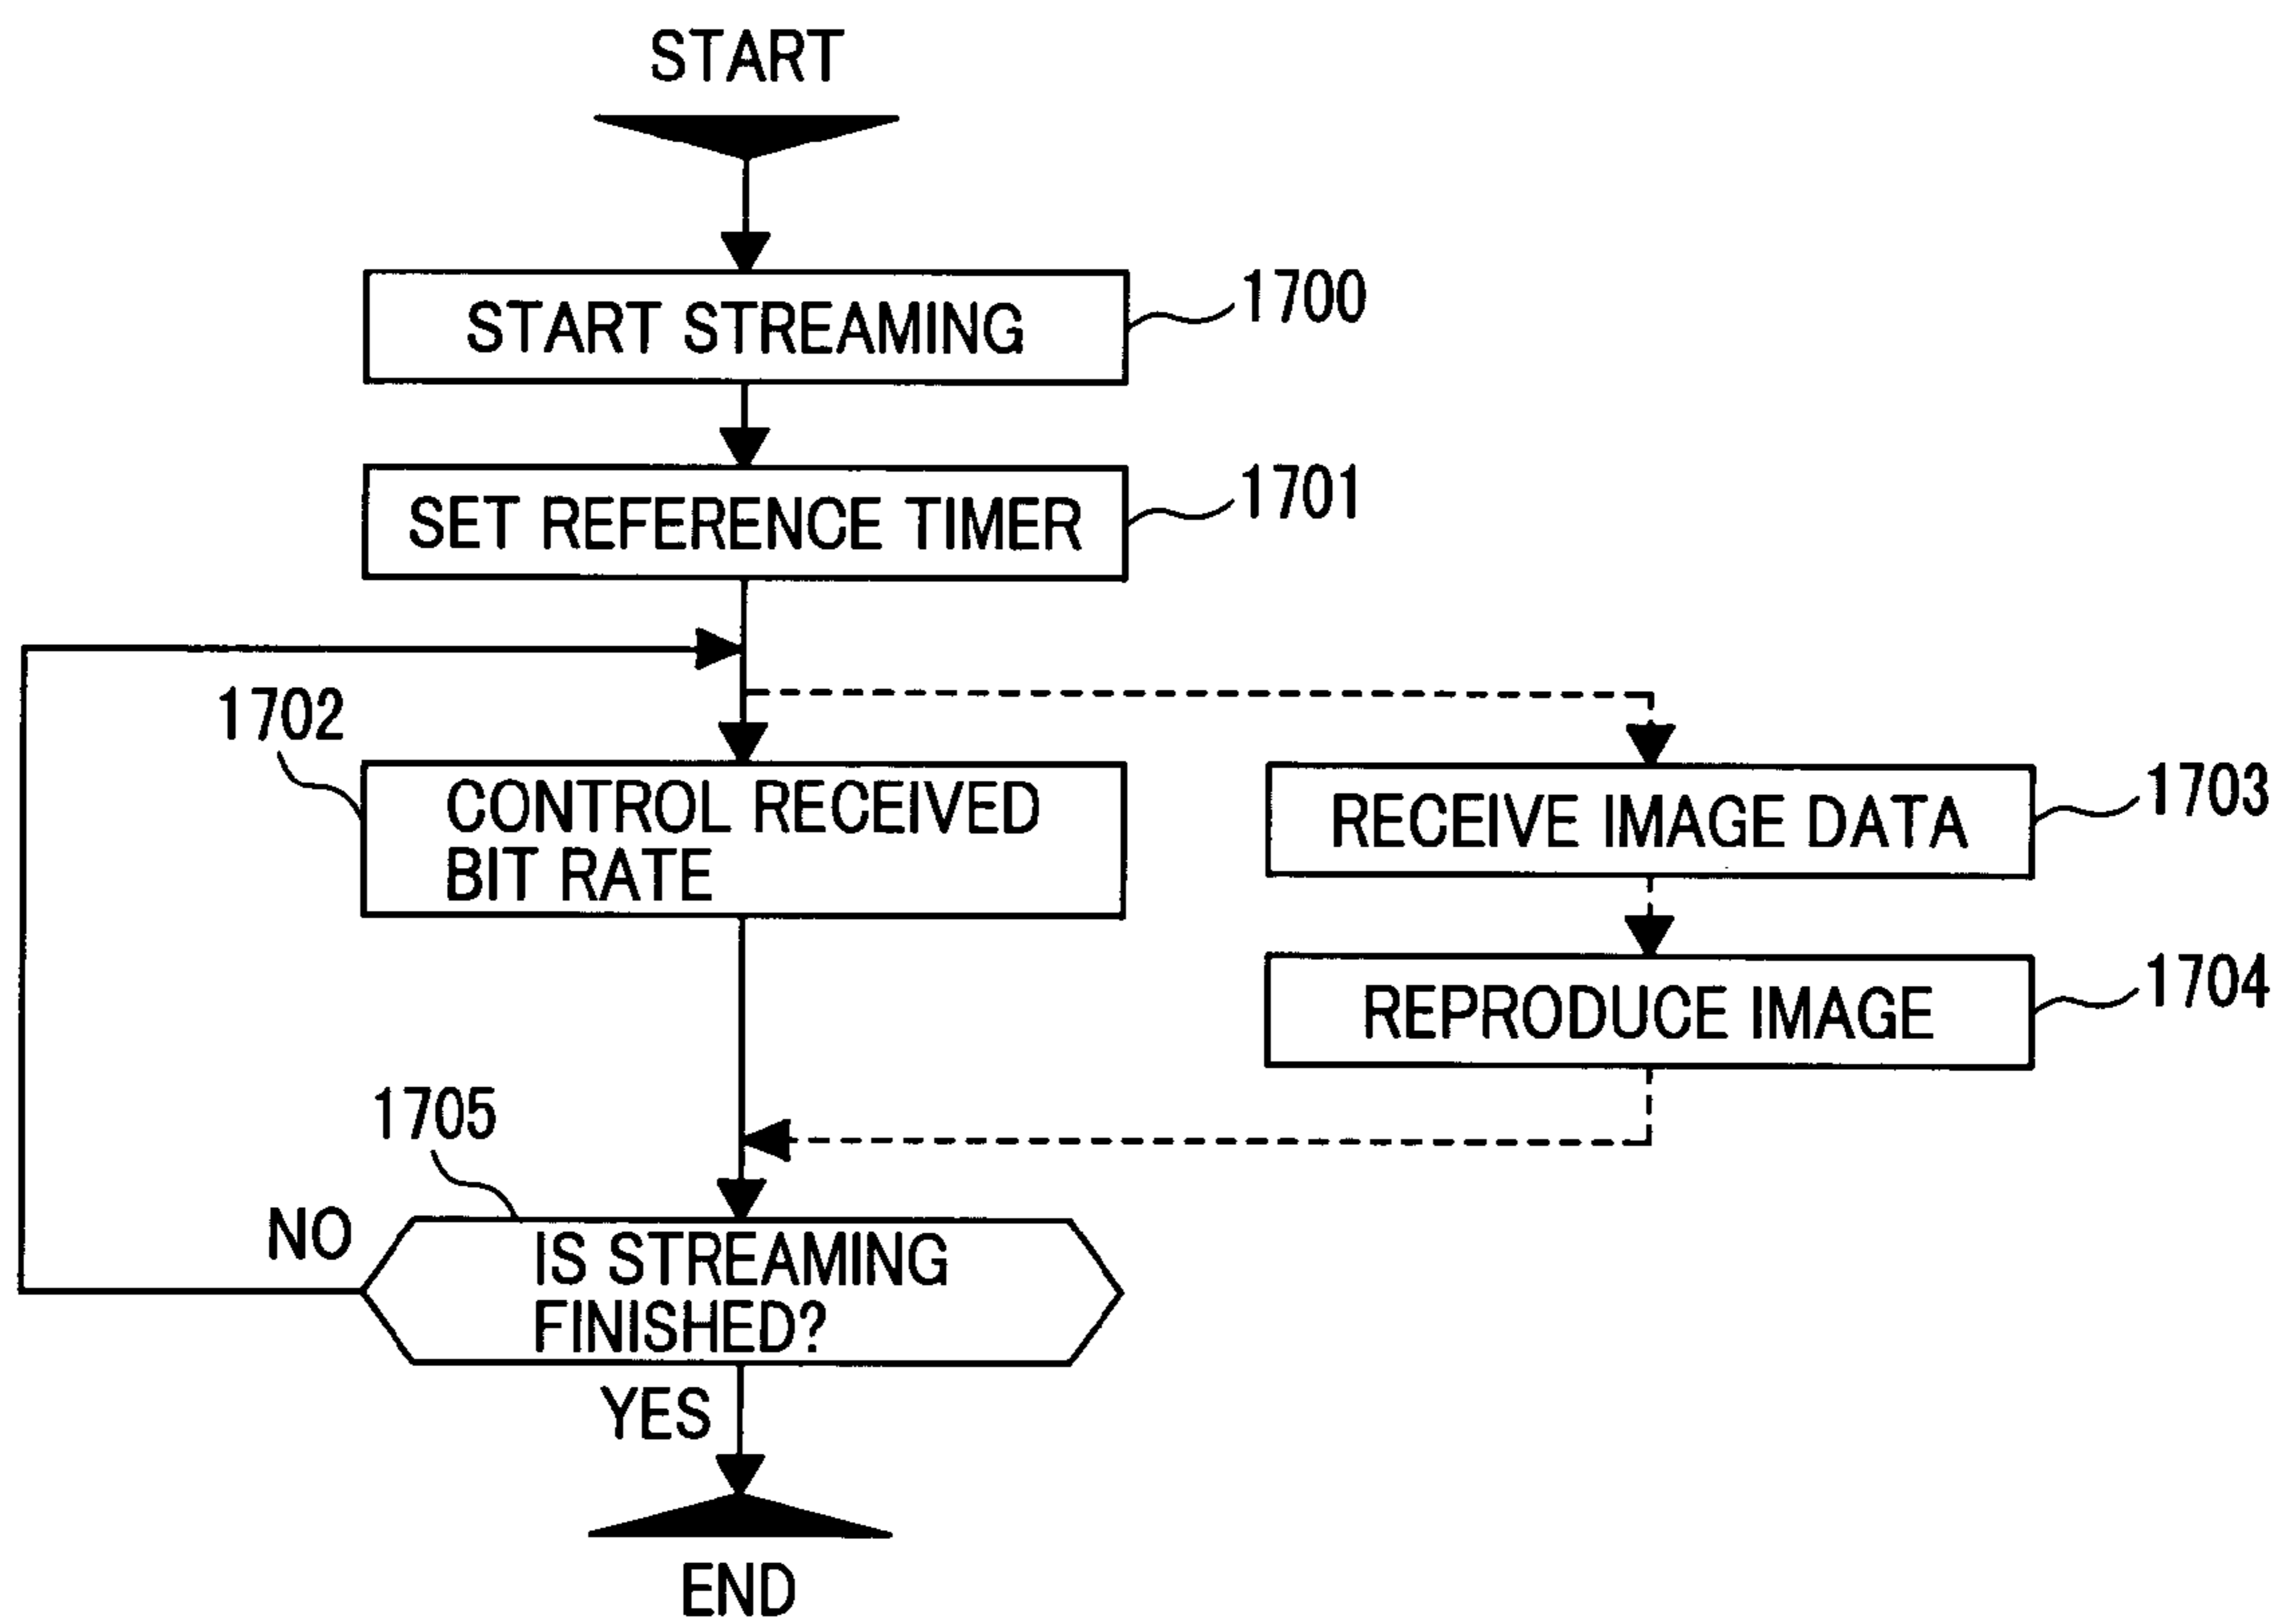 START
START STREAMING
1700
SET REFERENCE TIMER
1701
1702
CONTROL RECEIVED
BIT RATE
RECEIVE IMAGE DATA
1703
REPRODUCE IMAGE
1704
1705
NO
IS STREAMING
FINISHED?
YES
END